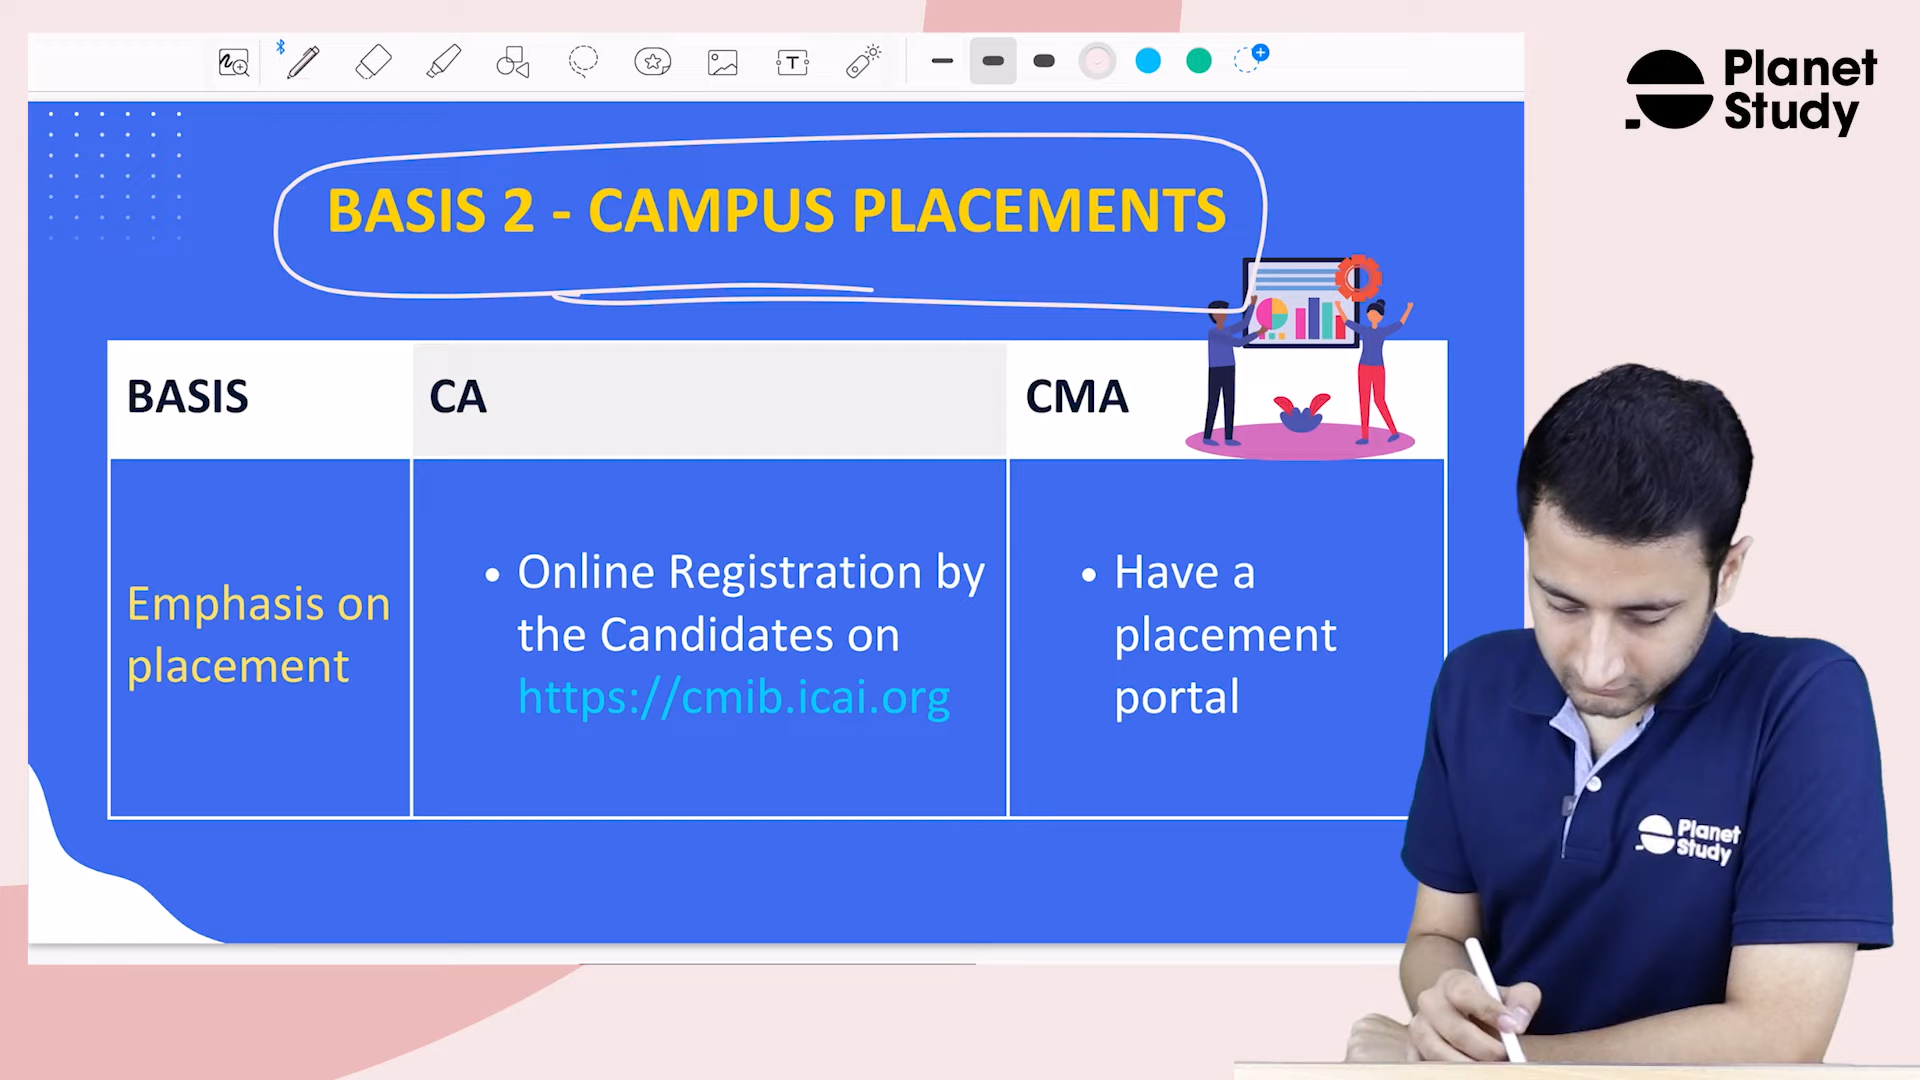 Planet
Study
BASIS 2 - CAMPUS PLACEMENTS
BASIS
CA
CMA
Emphasis on
placement
• Online Registration by
the Candidates on
https://cmib.icai.org
• Have a
placement
portal
Planet
Study